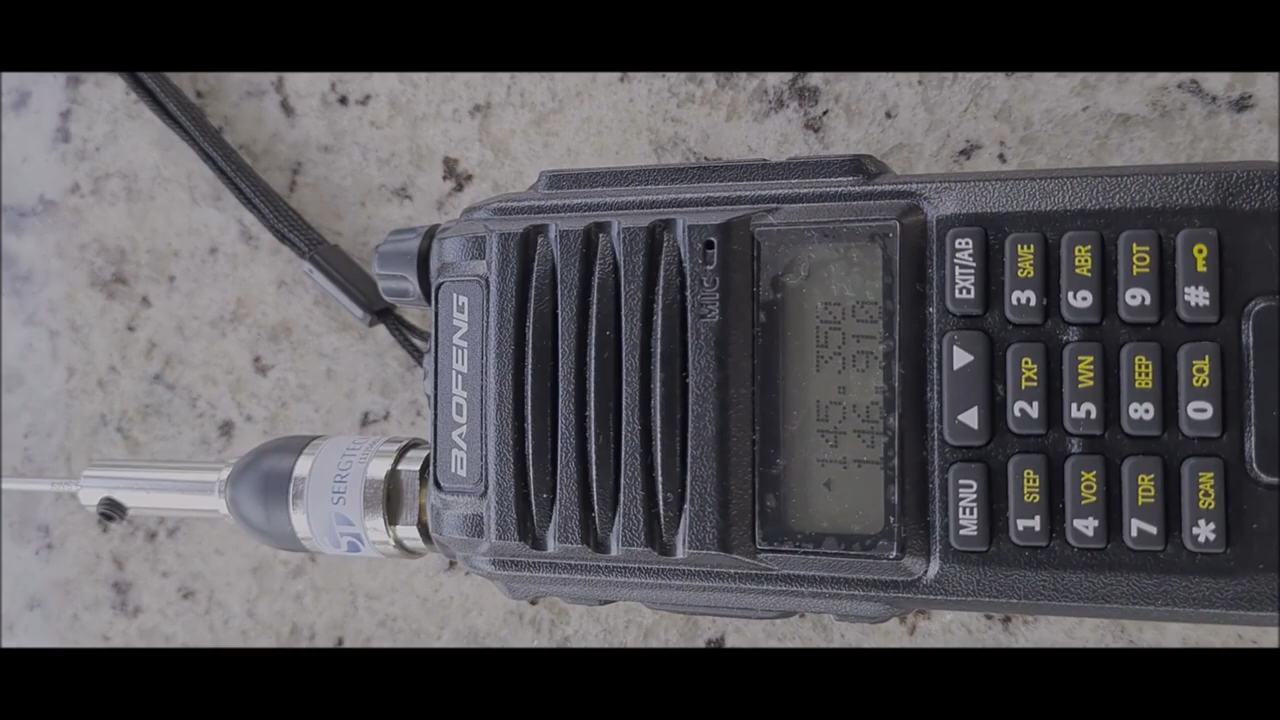 SERGTECH
BAOFENG
MIC
145.350
146.910
MENU ▲ ▼ EXIT/AB
1 STEP 2 TXP 3 SAVE
4 VOX 5 WN 6 ABR
7 TDR 8 BEEP 9 TOT
* SCAN 0 SQL #